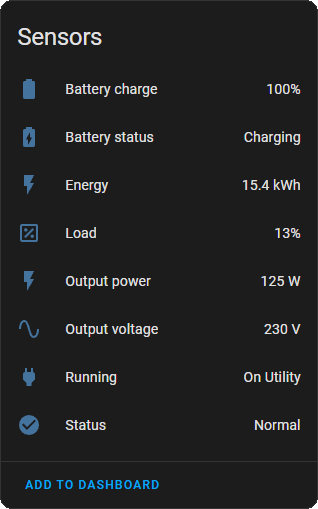 Sensors
Battery charge 100%
Battery status Charging
Energy 15.4 kWh
Load 13%
Output power 125 W
Output voltage 230 V
Running On Utility
Status Normal
ADD TO DASHBOARD